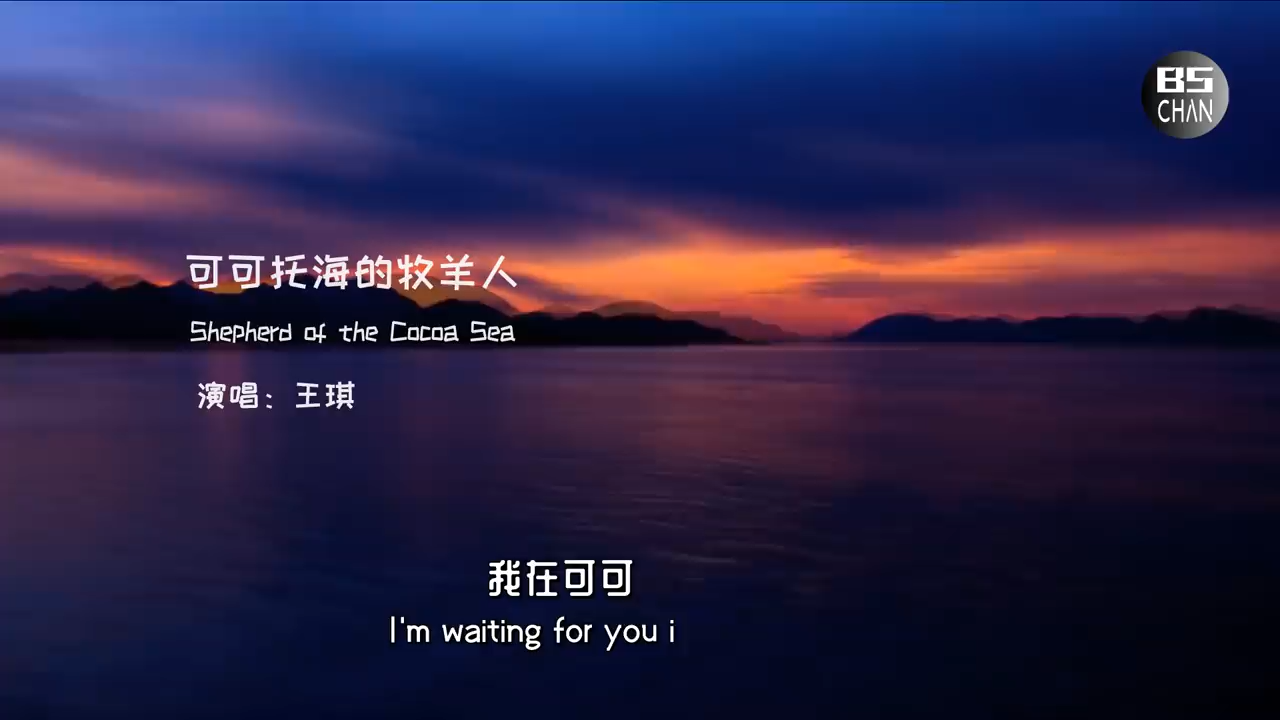 BS
CHAN
可可托海的牧羊人
Shepherd of the Cocoa Sea
演唱：王琪
我在可可
I'm waiting for you i